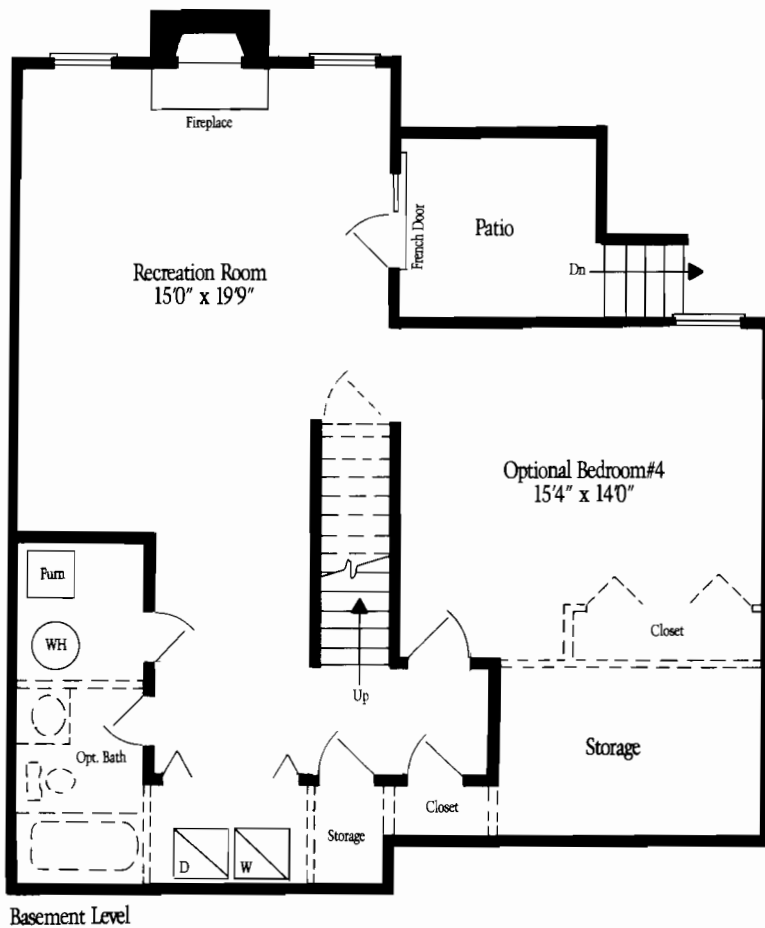 Fireplace
French Door
Patio
Dn
Recreation Room
15'0" x 19'9"
Optional Bedroom#4
15'4" x 14'0"
Furn
WH
Closet
Up
Opt. Bath
Storage
Storage
Closet
D
W
Basement Level